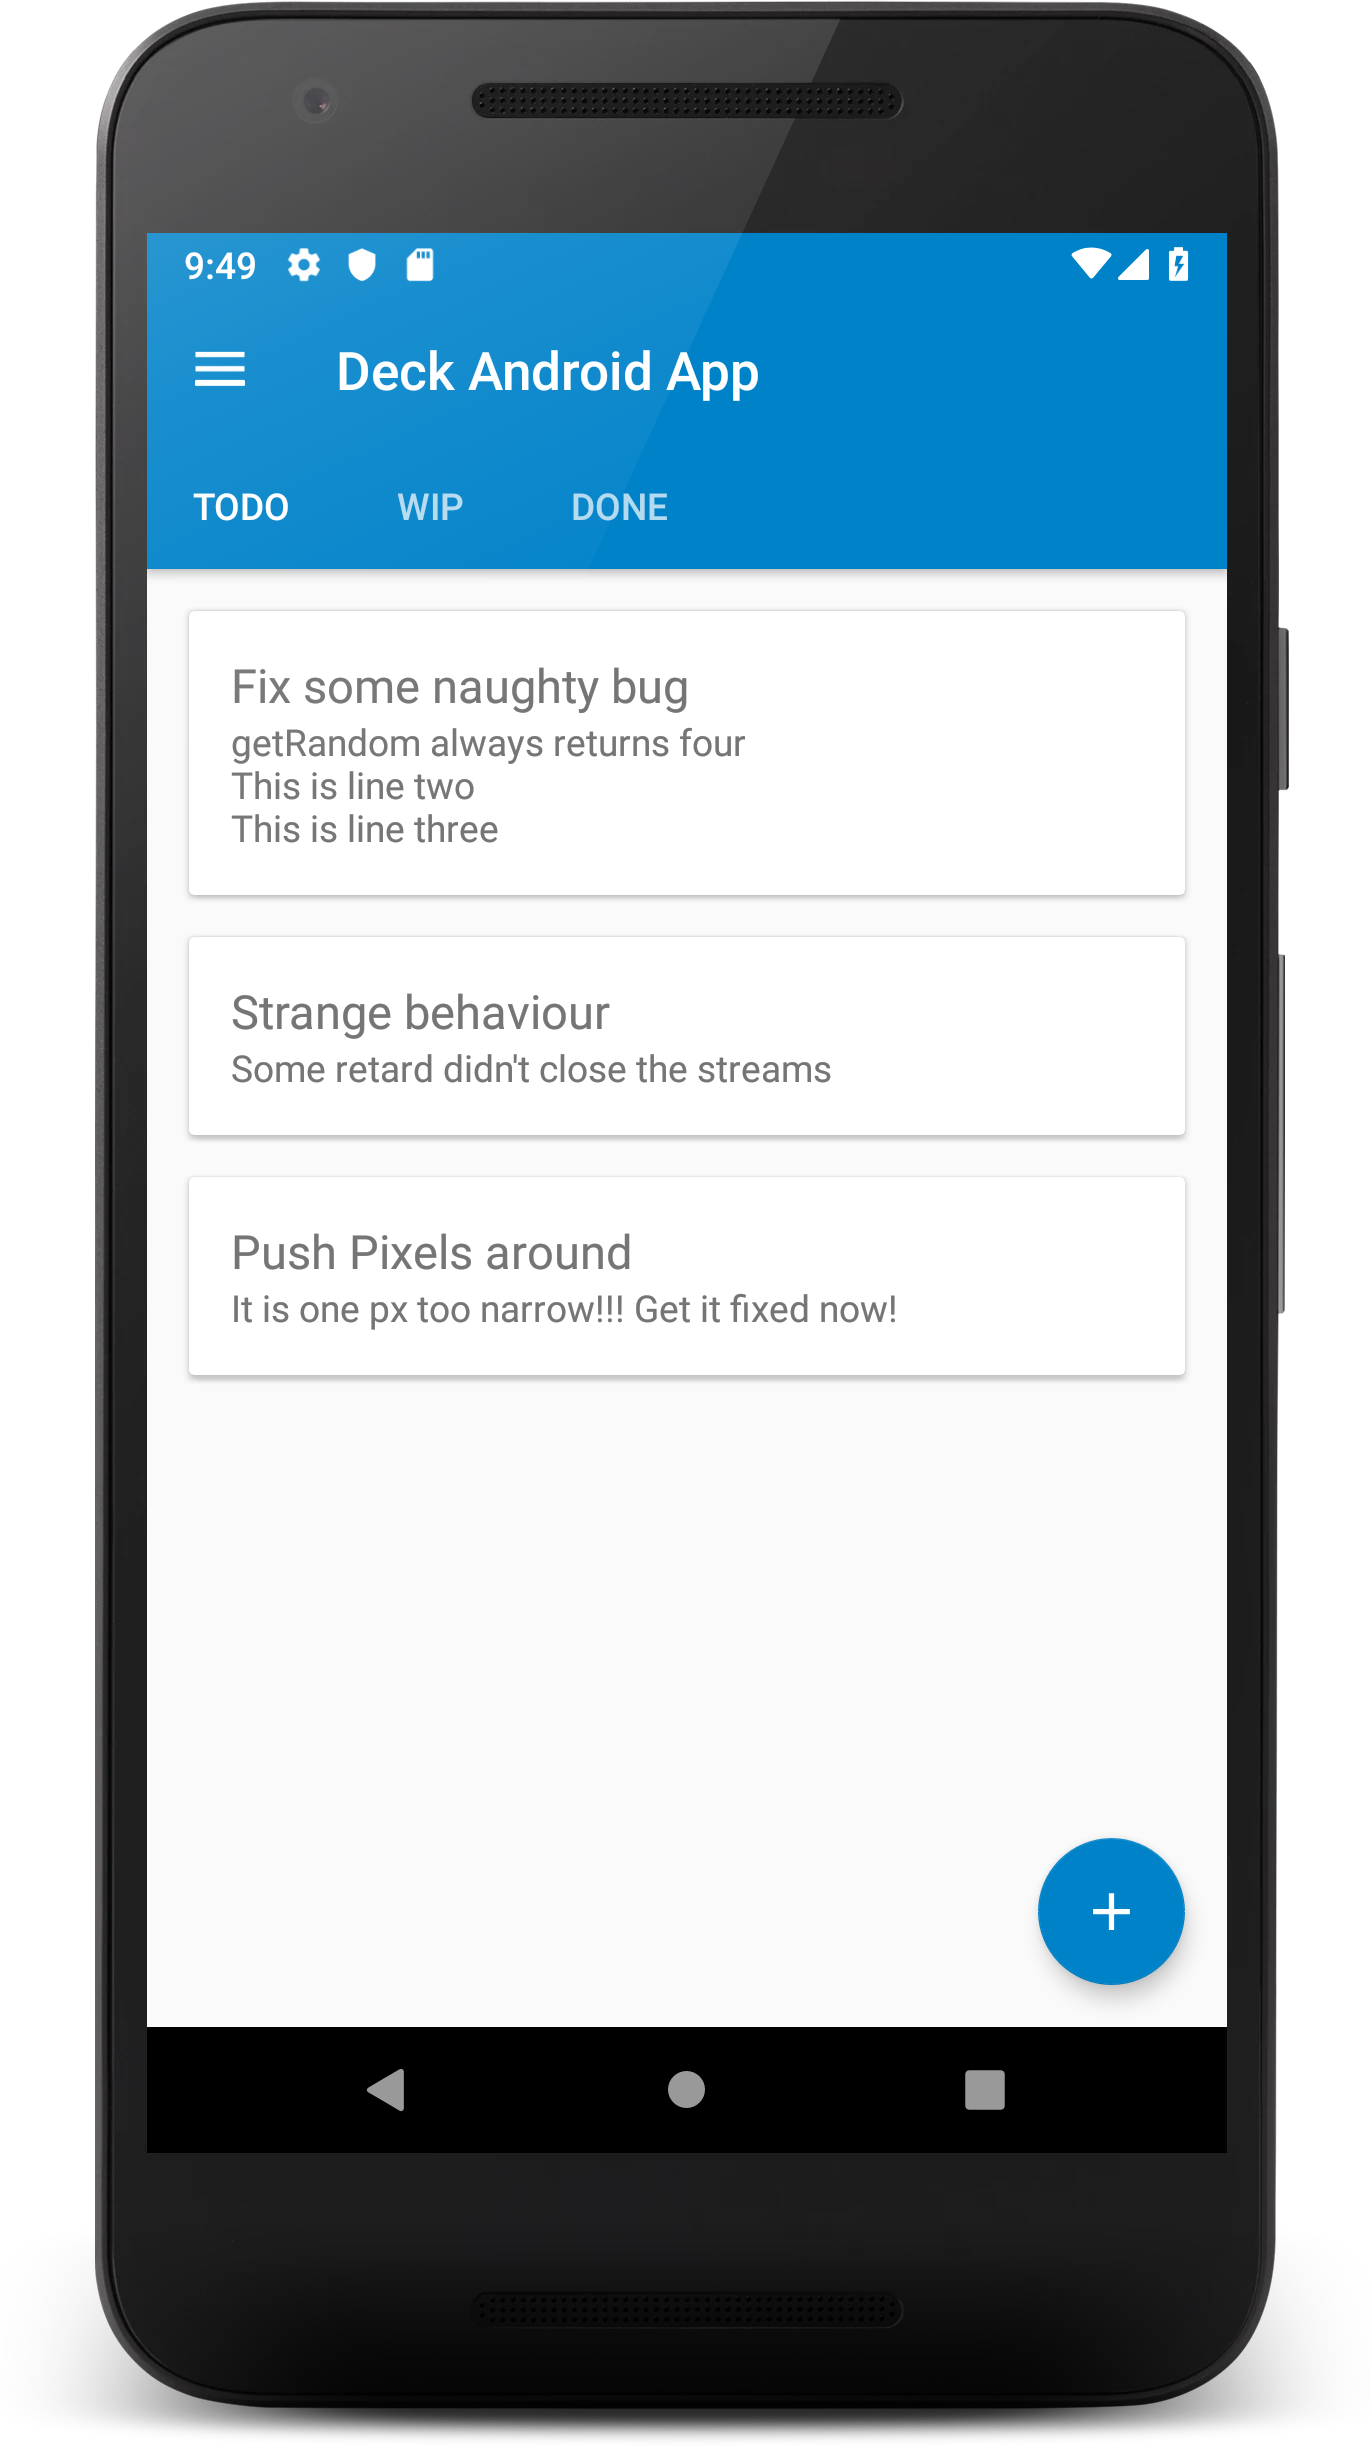 9:49
Deck Android App
TODO WIP DONE
Fix some naughty bug
getRandom always returns four
This is line two
This is line three
Strange behaviour
Some retard didn't close the streams
Push Pixels around
It is one px too narrow!!! Get it fixed now!